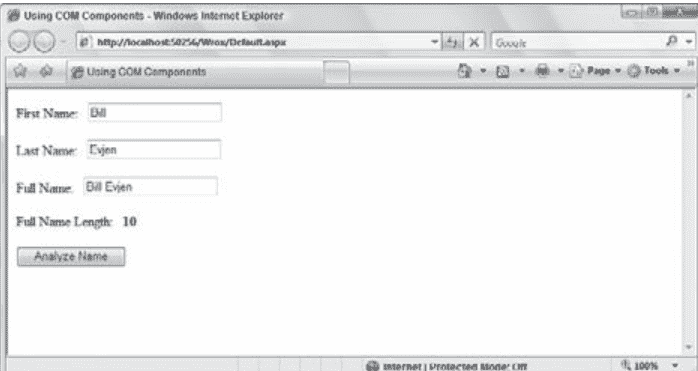 Using COM Components - Windows Internet Explorer
http://localhost:50256/Wrox/Default.aspx
Google
Using COM Components
Page
Tools
First Name: Bill
Last Name: Evjen
Full Name: Bill Evjen
Full Name Length: 10
Analyze Name
Internet | Protected Mode: Off
100%